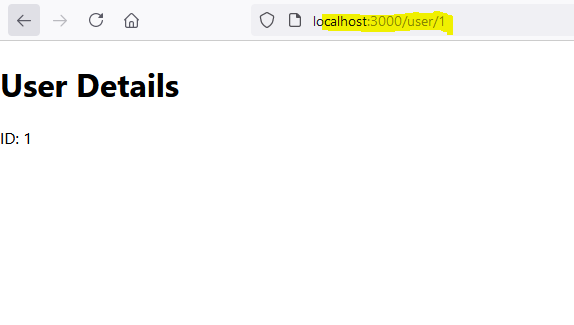 localhost:3000/user/1
User Details
ID: 1